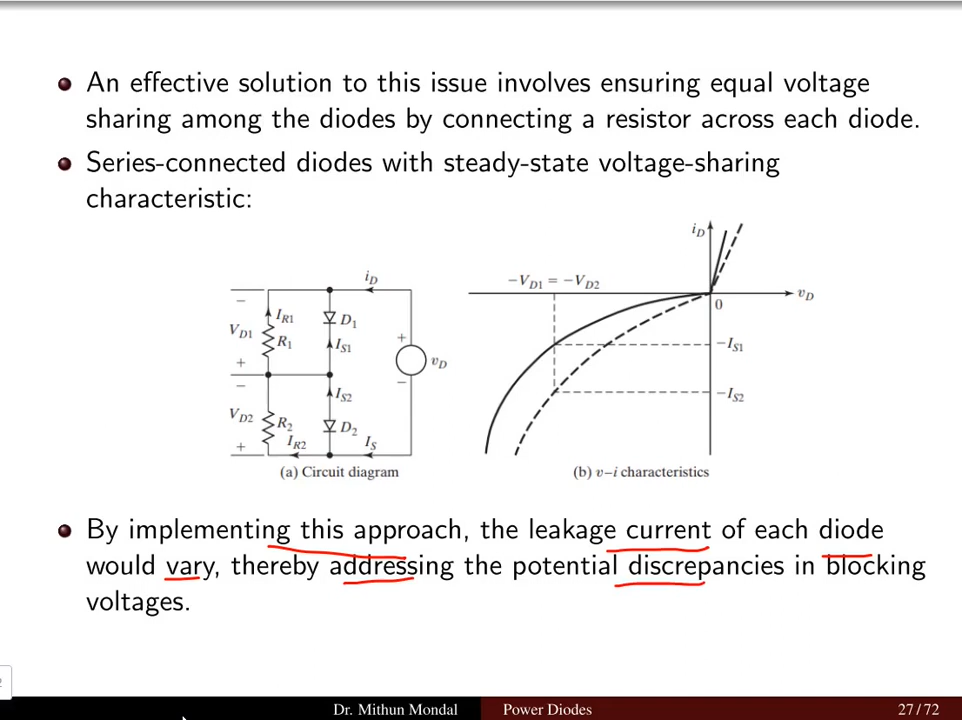 An effective solution to this issue involves ensuring equal voltage
sharing among the diodes by connecting a resistor across each diode.
Series-connected diodes with steady-state voltage-sharing
characteristic:
iD
−
IR1
D1
VD1
R1
IS1
+
+
vD
−
−
IS2
VD2
R2
D2
IR2
IS
+
(a) Circuit diagram
iD
−VD1 = −VD2
vD
0
−IS1
−IS2
(b) v–i characteristics
By implementing this approach, the leakage current of each diode
would vary, thereby addressing the potential discrepancies in blocking
voltages.
2
Dr. Mithun Mondal Power Diodes 27 / 72